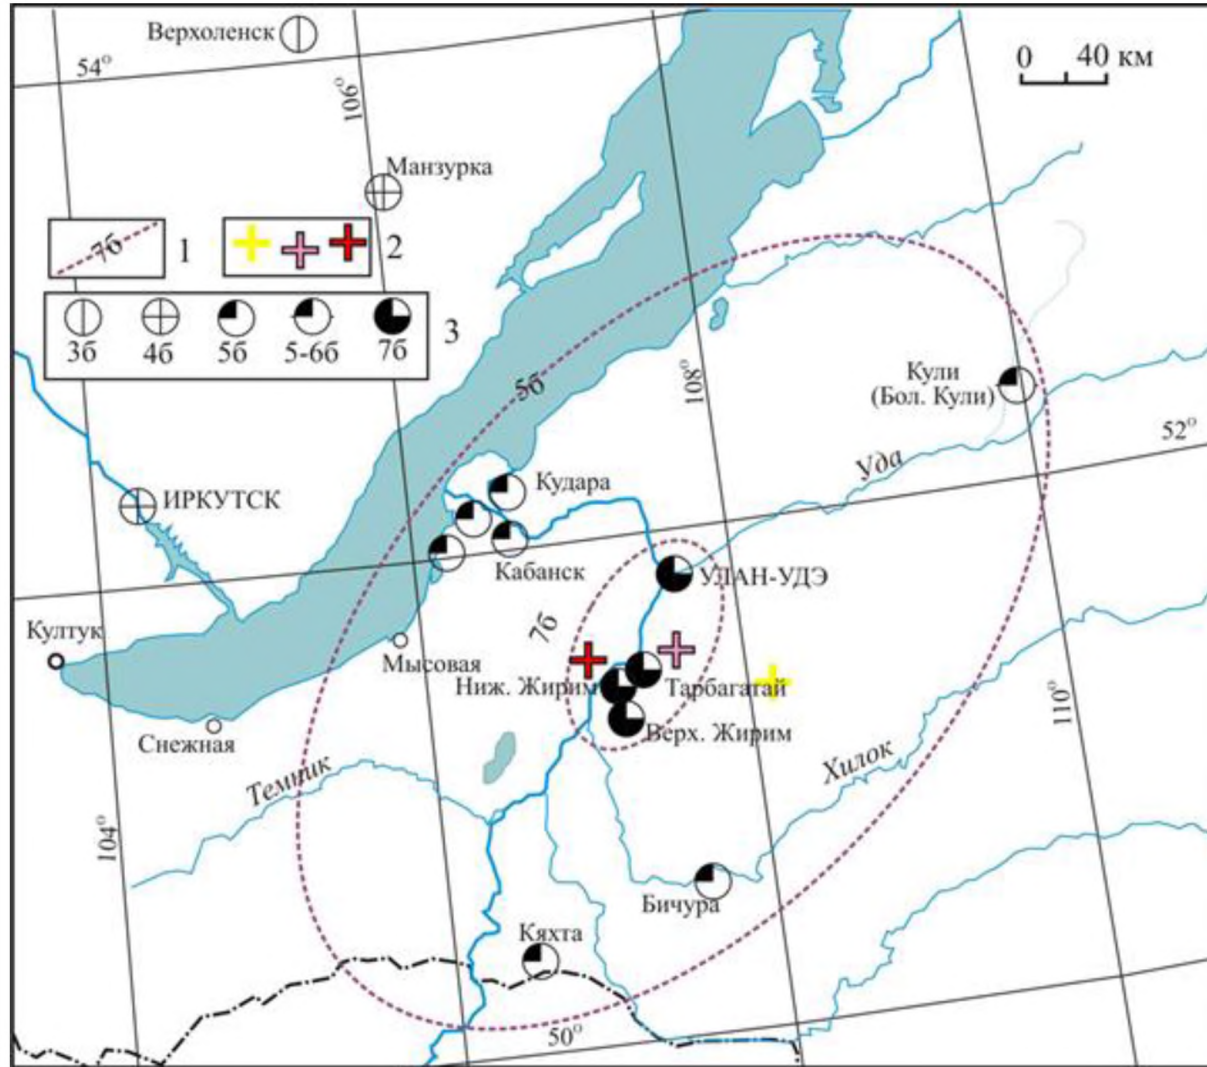 Верхоленск
54°
106°
0 40 км
Манзурка
7б
1
2
3б 4б 5б 5-6б 7б
3
5б
108°
Кули
(Бол. Кули)
52°
Уда
ИРКУТСК
Кудара
Кабанск
УЛАН-УДЭ
Култук
7б
Мысовая
Ниж. Жирим
Тарбагатай
Верх. Жирим
110°
Снежная
Темник
Хилок
104°
Бичура
Кяхта
50°